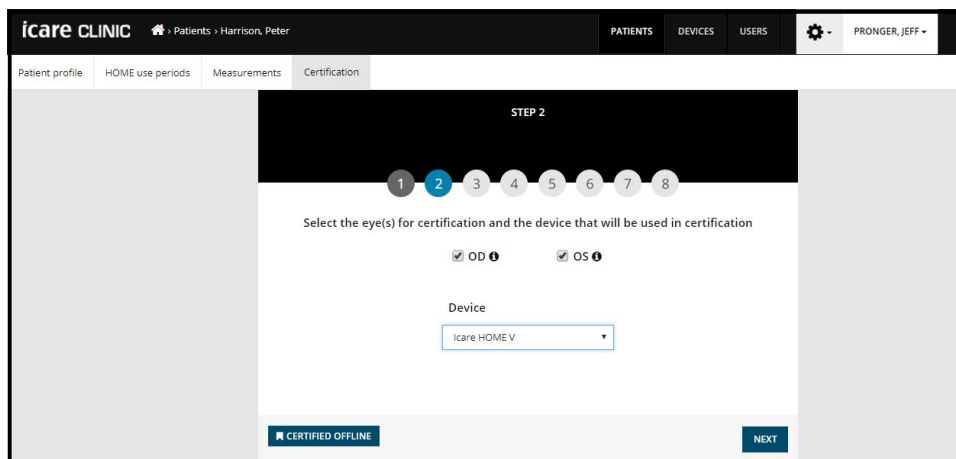 icare CLINIC › Patients › Harrison, Peter PATIENTS DEVICES USERS PRONGER, JEFF
Patient profile HOME use periods Measurements Certification
STEP 2
1 2 3 4 5 6 7 8
Select the eye(s) for certification and the device that will be used in certification
OD OS
Device
Icare HOME V
CERTIFIED OFFLINE NEXT